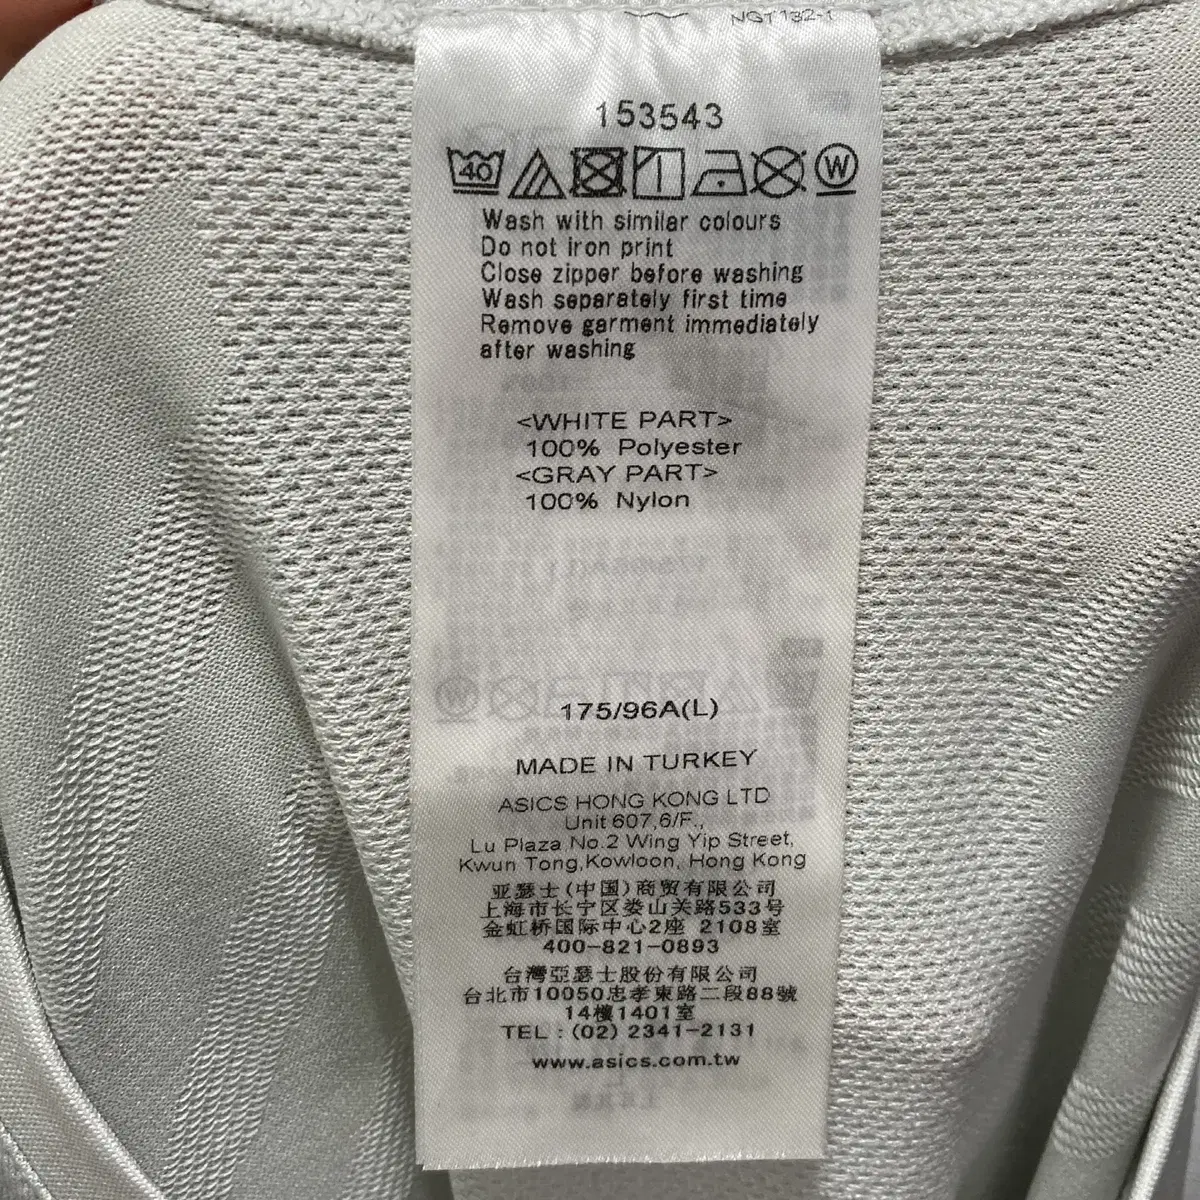 NGT132-1
153543
40 W
Wash with similar colours
Do not iron print
Close zipper before washing
Wash separately first time
Remove garment immediately
after washing
<WHITE PART>
100% Polyester
<GRAY PART>
100% Nylon
175/96A(L)
MADE IN TURKEY
ASICS HONG KONG LTD
Unit 607,6/F.,
Lu Plaza No.2 Wing Yip Street,
Kwun Tong,Kowloon, Hong Kong
亚瑟士(中国)商贸有限公司
上海市长宁区娄山关路533号
金虹桥国际中心2座 2108室
400-821-0893
台灣亞瑟士股份有限公司
台北市10050忠孝東路二段88號
14樓1401室
TEL : (02) 2341-2131
www.asics.com.tw